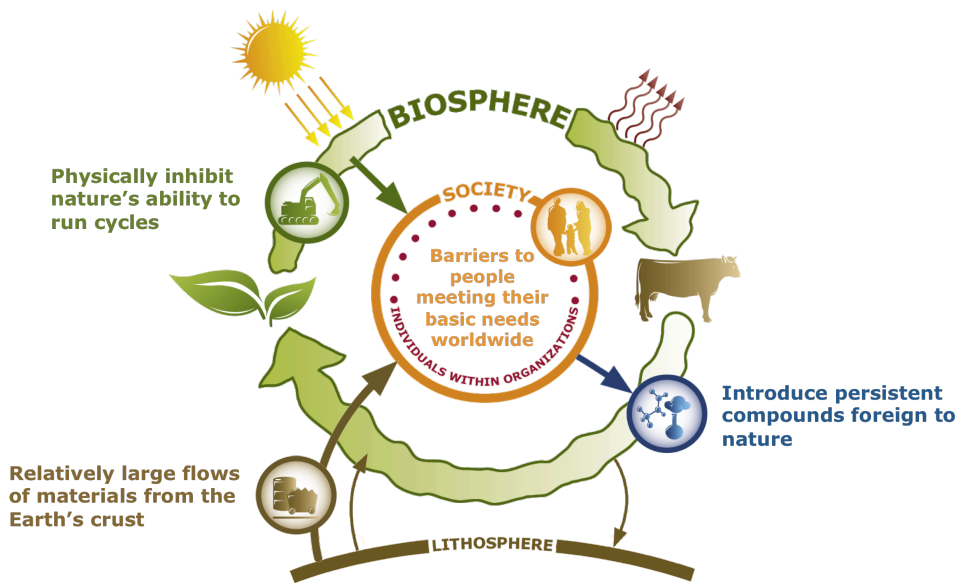 BIOSPHERE
Physically inhibit
nature’s ability to
run cycles
SOCIETY
Barriers to
people
meeting their
basic needs
worldwide
INDIVIDUALS WITHIN ORGANIZATIONS
Introduce persistent
compounds foreign to
nature
Relatively large flows
of materials from the
Earth’s crust
LITHOSPHERE